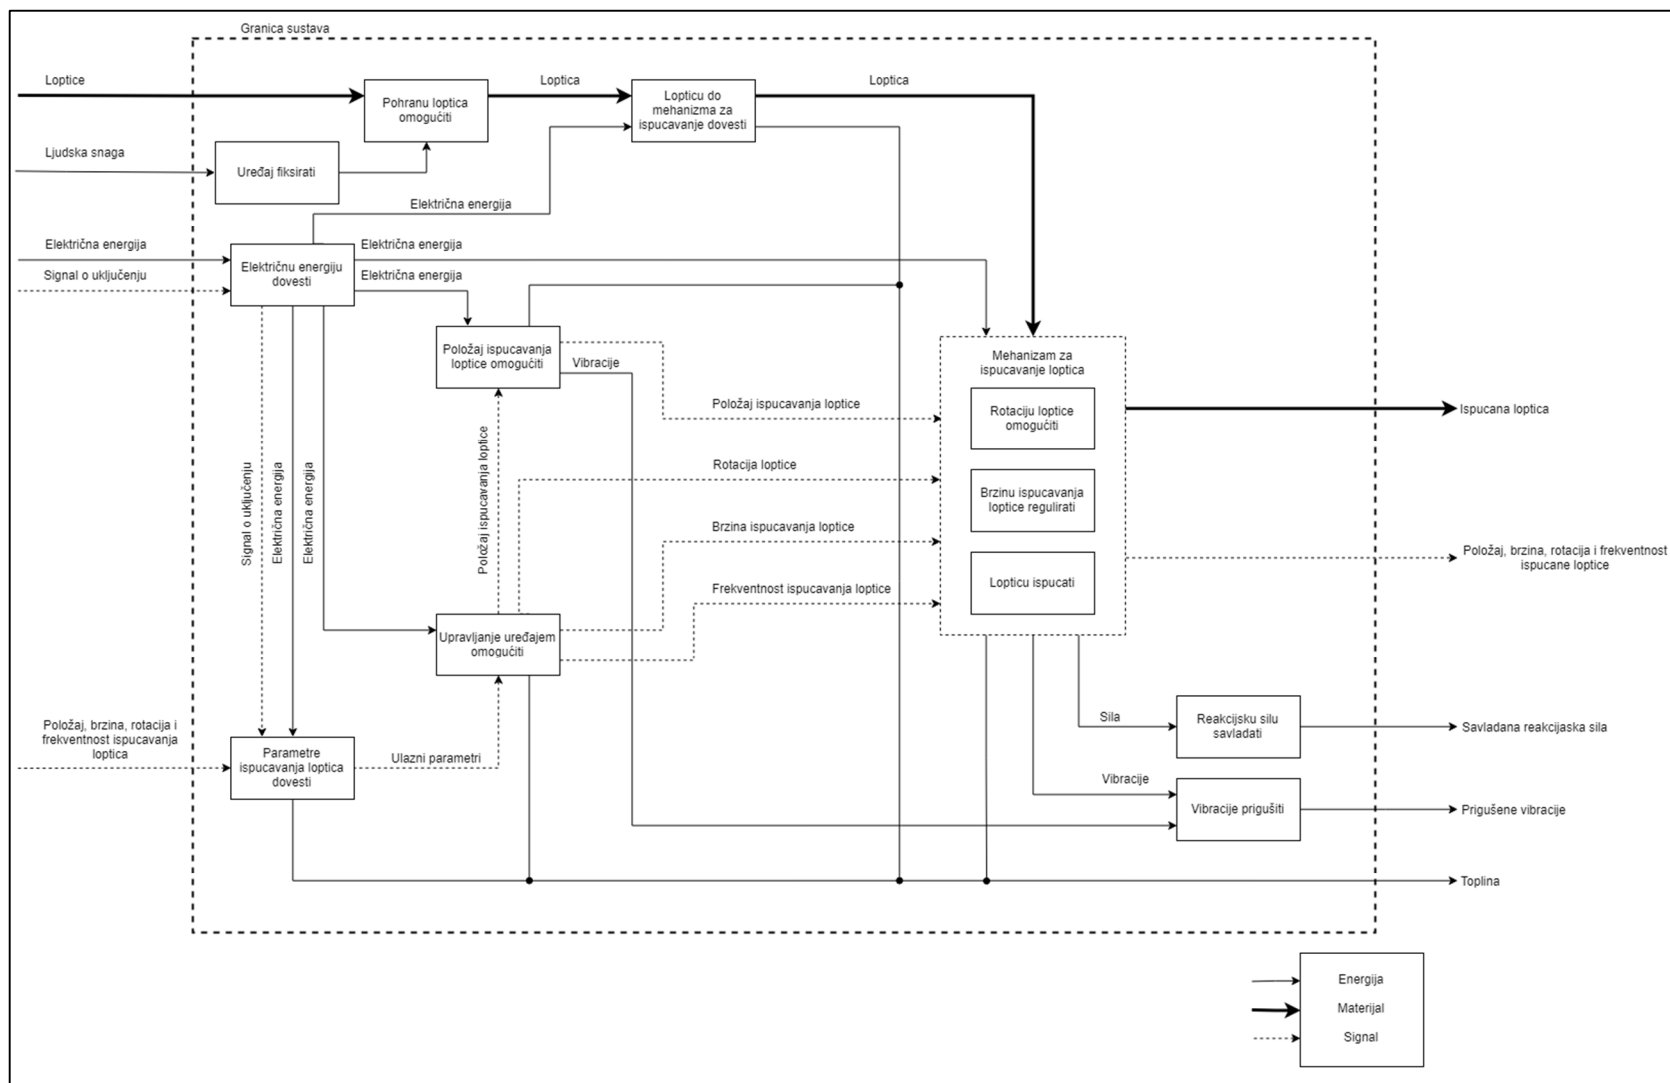 Granica sustava
Loptice
Loptica
Loptica
Pohranu loptica
omogućiti
Lopticu do
mehanizma za
ispucavanje dovesti
Ljudska snaga
Uređaj fiksirati
Električna energija
Električna energija
Električna energija
Signal o uključenju
Električnu energiju
dovesti
Električna energija
Položaj ispucavanja
loptice omogućiti
Vibracije
Mehanizam za
ispucavanje loptica
Položaj ispucavanja loptice
Rotaciju loptice
omogućiti
Ispucana loptica
Signal o uključenju
Električna energija
Električna energija
Položaj ispucavanja loptice
Rotacija loptice
Brzinu ispucavanja
loptice regulirati
Brzina ispucavanja loptice
Položaj, brzina, rotacija i frekventnost
ispucane loptice
Frekventnost ispucavanja loptice
Lopticu ispucati
Upravljanje uređajem
omogućiti
Položaj, brzina, rotacija i
frekventnost ispucavanja
loptica
Parametre
ispucavanja loptica
dovesti
Ulazni parametri
Sila
Reakcijsku silu
savladati
Savladana reakcijaska sila
Vibracije
Vibracije prigušiti
Prigušene vibracije
Toplina
Energija
Materijal
Signal